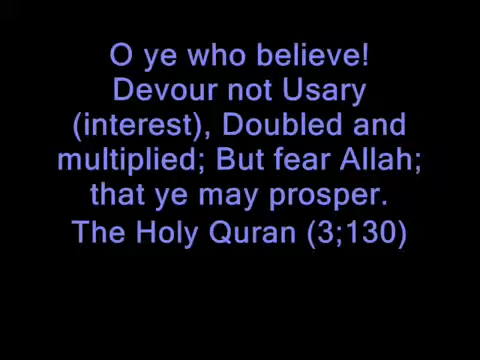 O ye who believe!
Devour not Usary
(interest), Doubled and
multiplied; But fear Allah;
that ye may prosper.
The Holy Quran (3;130)